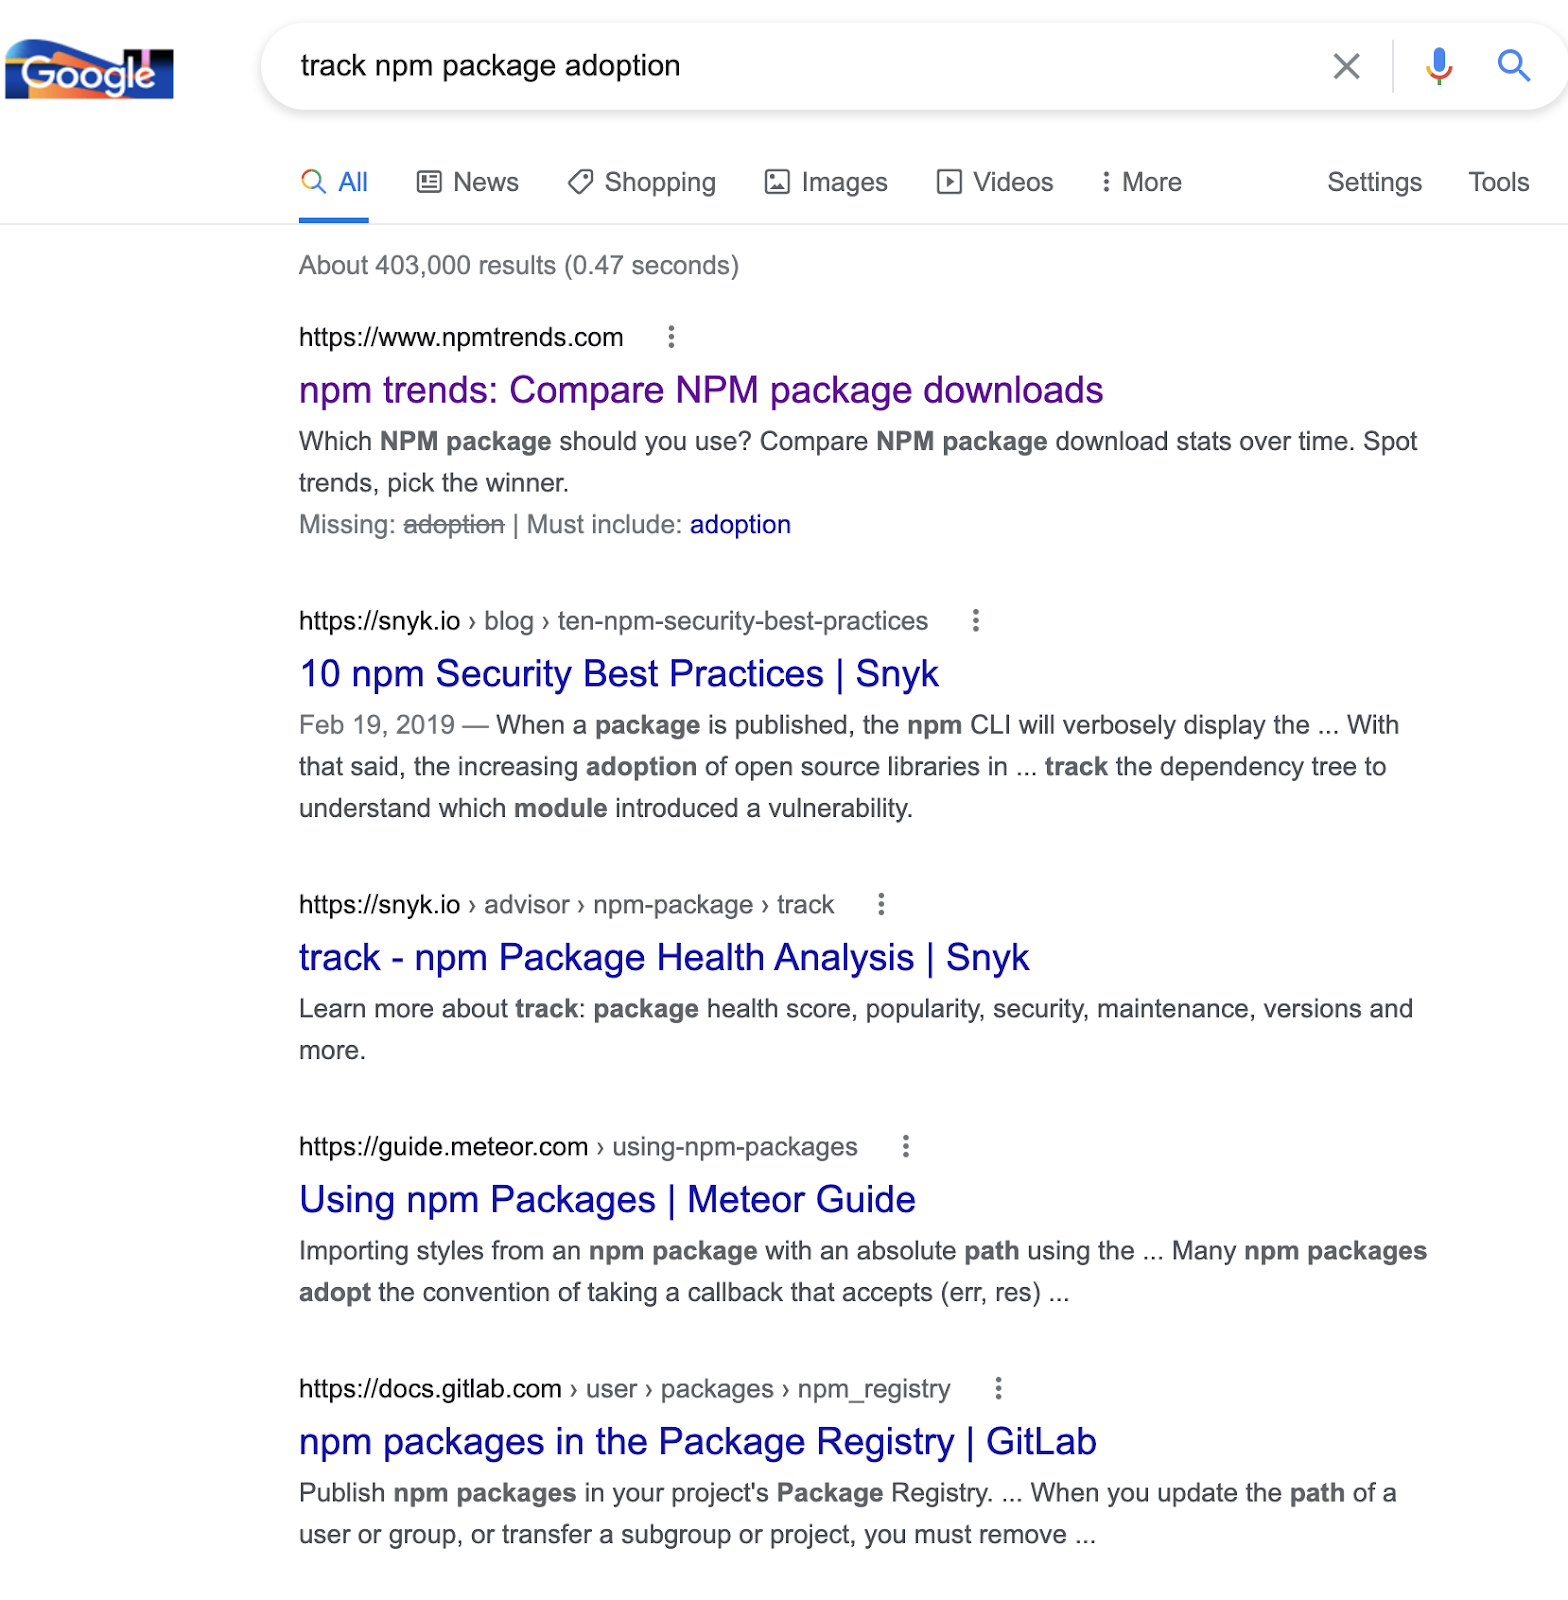 Google
track npm package adoption
All News Shopping Images Videos More Settings Tools
About 403,000 results (0.47 seconds)
https://www.npmtrends.com
npm trends: Compare NPM package downloads
Which NPM package should you use? Compare NPM package download stats over time. Spot
trends, pick the winner.
Missing: adoption | Must include: adoption
https://snyk.io › blog › ten-npm-security-best-practices
10 npm Security Best Practices | Snyk
Feb 19, 2019 — When a package is published, the npm CLI will verbosely display the ... With
that said, the increasing adoption of open source libraries in ... track the dependency tree to
understand which module introduced a vulnerability.
https://snyk.io › advisor › npm-package › track
track - npm Package Health Analysis | Snyk
Learn more about track: package health score, popularity, security, maintenance, versions and
more.
https://guide.meteor.com › using-npm-packages
Using npm Packages | Meteor Guide
Importing styles from an npm package with an absolute path using the ... Many npm packages
adopt the convention of taking a callback that accepts (err, res) ...
https://docs.gitlab.com › user › packages › npm_registry
npm packages in the Package Registry | GitLab
Publish npm packages in your project's Package Registry. ... When you update the path of a
user or group, or transfer a subgroup or project, you must remove ...